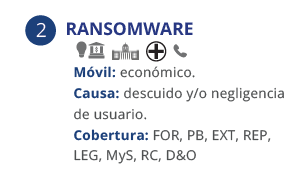 2 RANSOMWARE
Móvil: económico.
Causa: descuido y/o negligencia
de usuario.
Cobertura: FOR, PB, EXT, REP,
LEG, MyS, RC, D&O